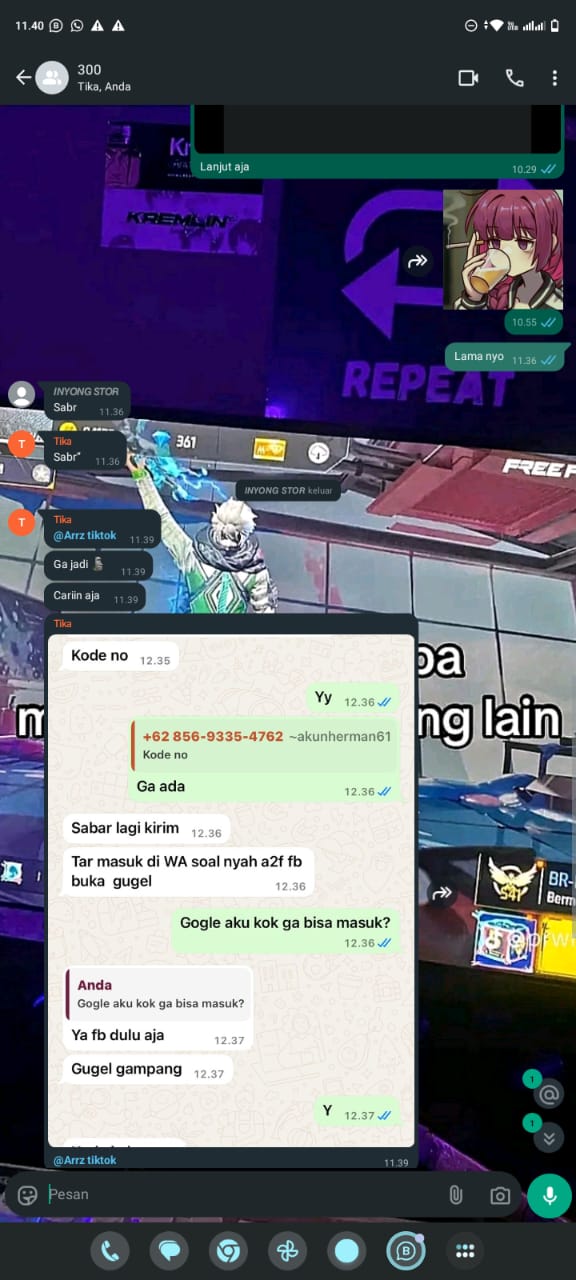 11.40
300
Tika, Anda
KREMLIN
Lanjut aja
10.29
10.55
Lama nyo 11.36
REPEAT
INYONG STOR
Sabr 11.36
361
Tika
Sabr" 11.36
FREE F
INYONG STOR keluar
Tika
@Arrz tiktok 11.39
Ga jadi 🗿 11.39
Cariin aja 11.39
Tika
Kode no 12.35
Yy 12.36
+62 856-9335-4762 ~akunherman61
Kode no
Ga ada
12.36
Sabar lagi kirim 12.36
Tar masuk di WA soal nyah a2f fb
buka gugel
12.36
Gogle aku kok ga bisa masuk?
12.36
Anda
Gogle aku kok ga bisa masuk?
Ya fb dulu aja
12.37
Gugel gampang 12.37
Y 12.37
ng lain
BR-
Berm
541
1
@
1
@Arrz tiktok
11.39
Pesan